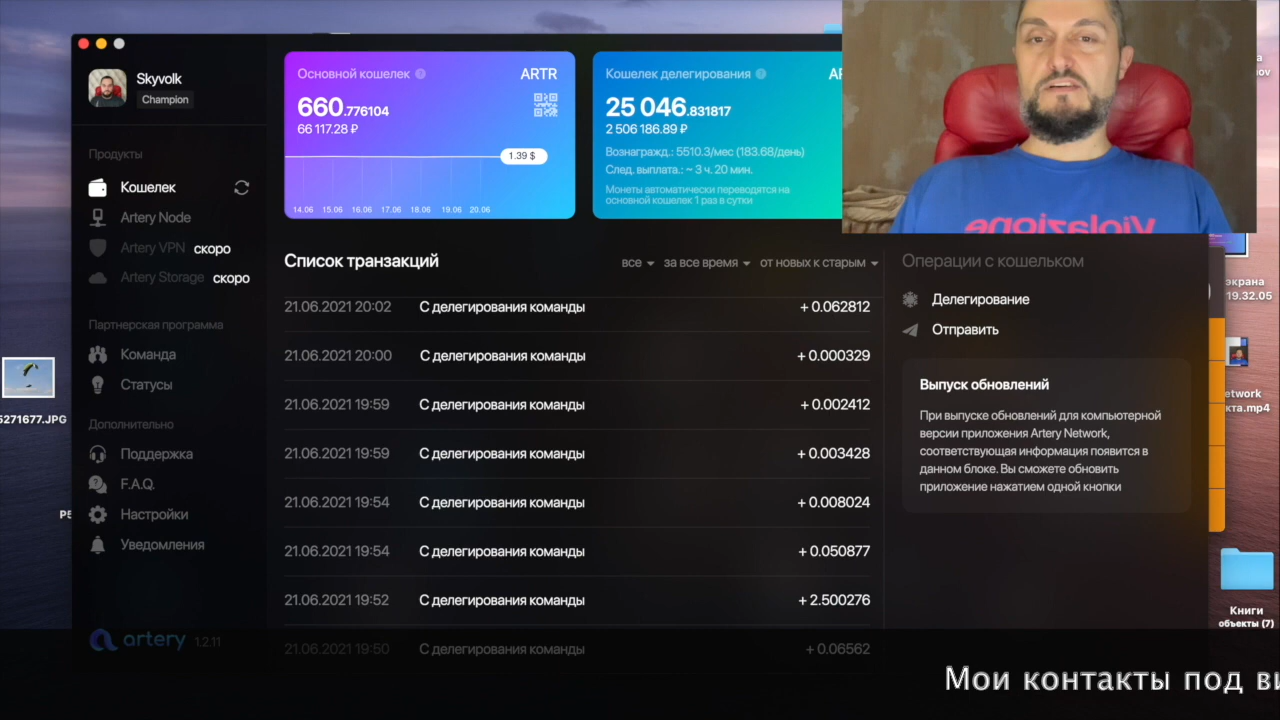 Skyvolk
Champion
Продукты
Кошелек
Artery Node
Artery VPN скоро
Artery Storage скоро
Партнерская программа
Команда
Статусы
Дополнительно
Поддержка
F.A.Q.
Настройки
Уведомления
artery 1.2.11
Основной кошелек ? ARTR
660.776104
66 117.28 ₽
1.39 $
14.06 15.06 16.06 17.06 18.06 19.06 20.06
Кошелек делегирования ?
25 046.831817
2 506 186.89 ₽
Вознагражд.: 5510.3/мес (183.68/день)
След. выплата.: ~ 3 ч. 20 мин.
Монеты автоматически переводятся на
основной кошелек 1 раз в сутки
Список транзакций
все за все время от новых к старым
21.06.2021 20:02 С делегирования команды + 0.062812
21.06.2021 20:00 С делегирования команды + 0.000329
21.06.2021 19:59 С делегирования команды + 0.002412
21.06.2021 19:59 С делегирования команды + 0.003428
21.06.2021 19:54 С делегирования команды + 0.008024
21.06.2021 19:54 С делегирования команды + 0.050877
21.06.2021 19:52 С делегирования команды + 2.500276
21.06.2021 19:50 С делегирования команды + 0.06562
Операции с кошельком
Делегирование
Отправить
Выпуск обновлений
При выпуске обновлений для компьютерной
версии приложения Artery Network,
соответствующая информация появится в
данном блоке. Вы сможете обновить
приложение нажатием одной кнопки
Violazione
5271677.JPG
экрана
19.32.05
etwork
кта.mp4
Книги
объекты (7)
Мои контакты под